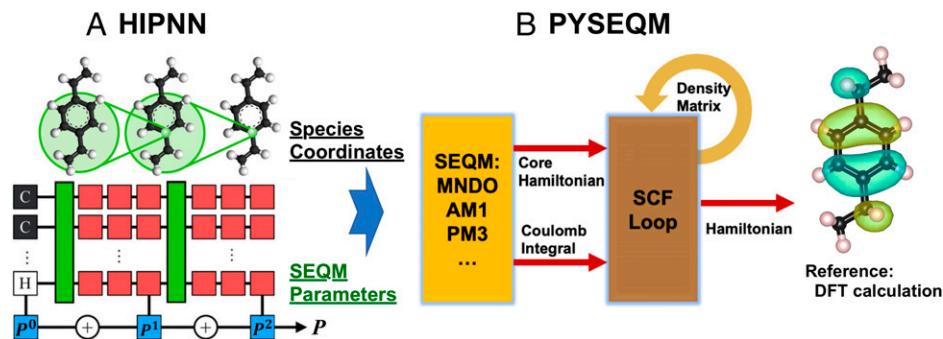 A HIPNN
B PYSEQM
Species
Coordinates
SEQM
Parameters
C
C
H
P⁰
+
P¹
+
P²
P
SEQM:
MNDO
AM1
PM3
...
Core
Hamiltonian
Coulomb
Integral
Density
Matrix
SCF
Loop
Hamiltonian
Reference:
DFT calculation